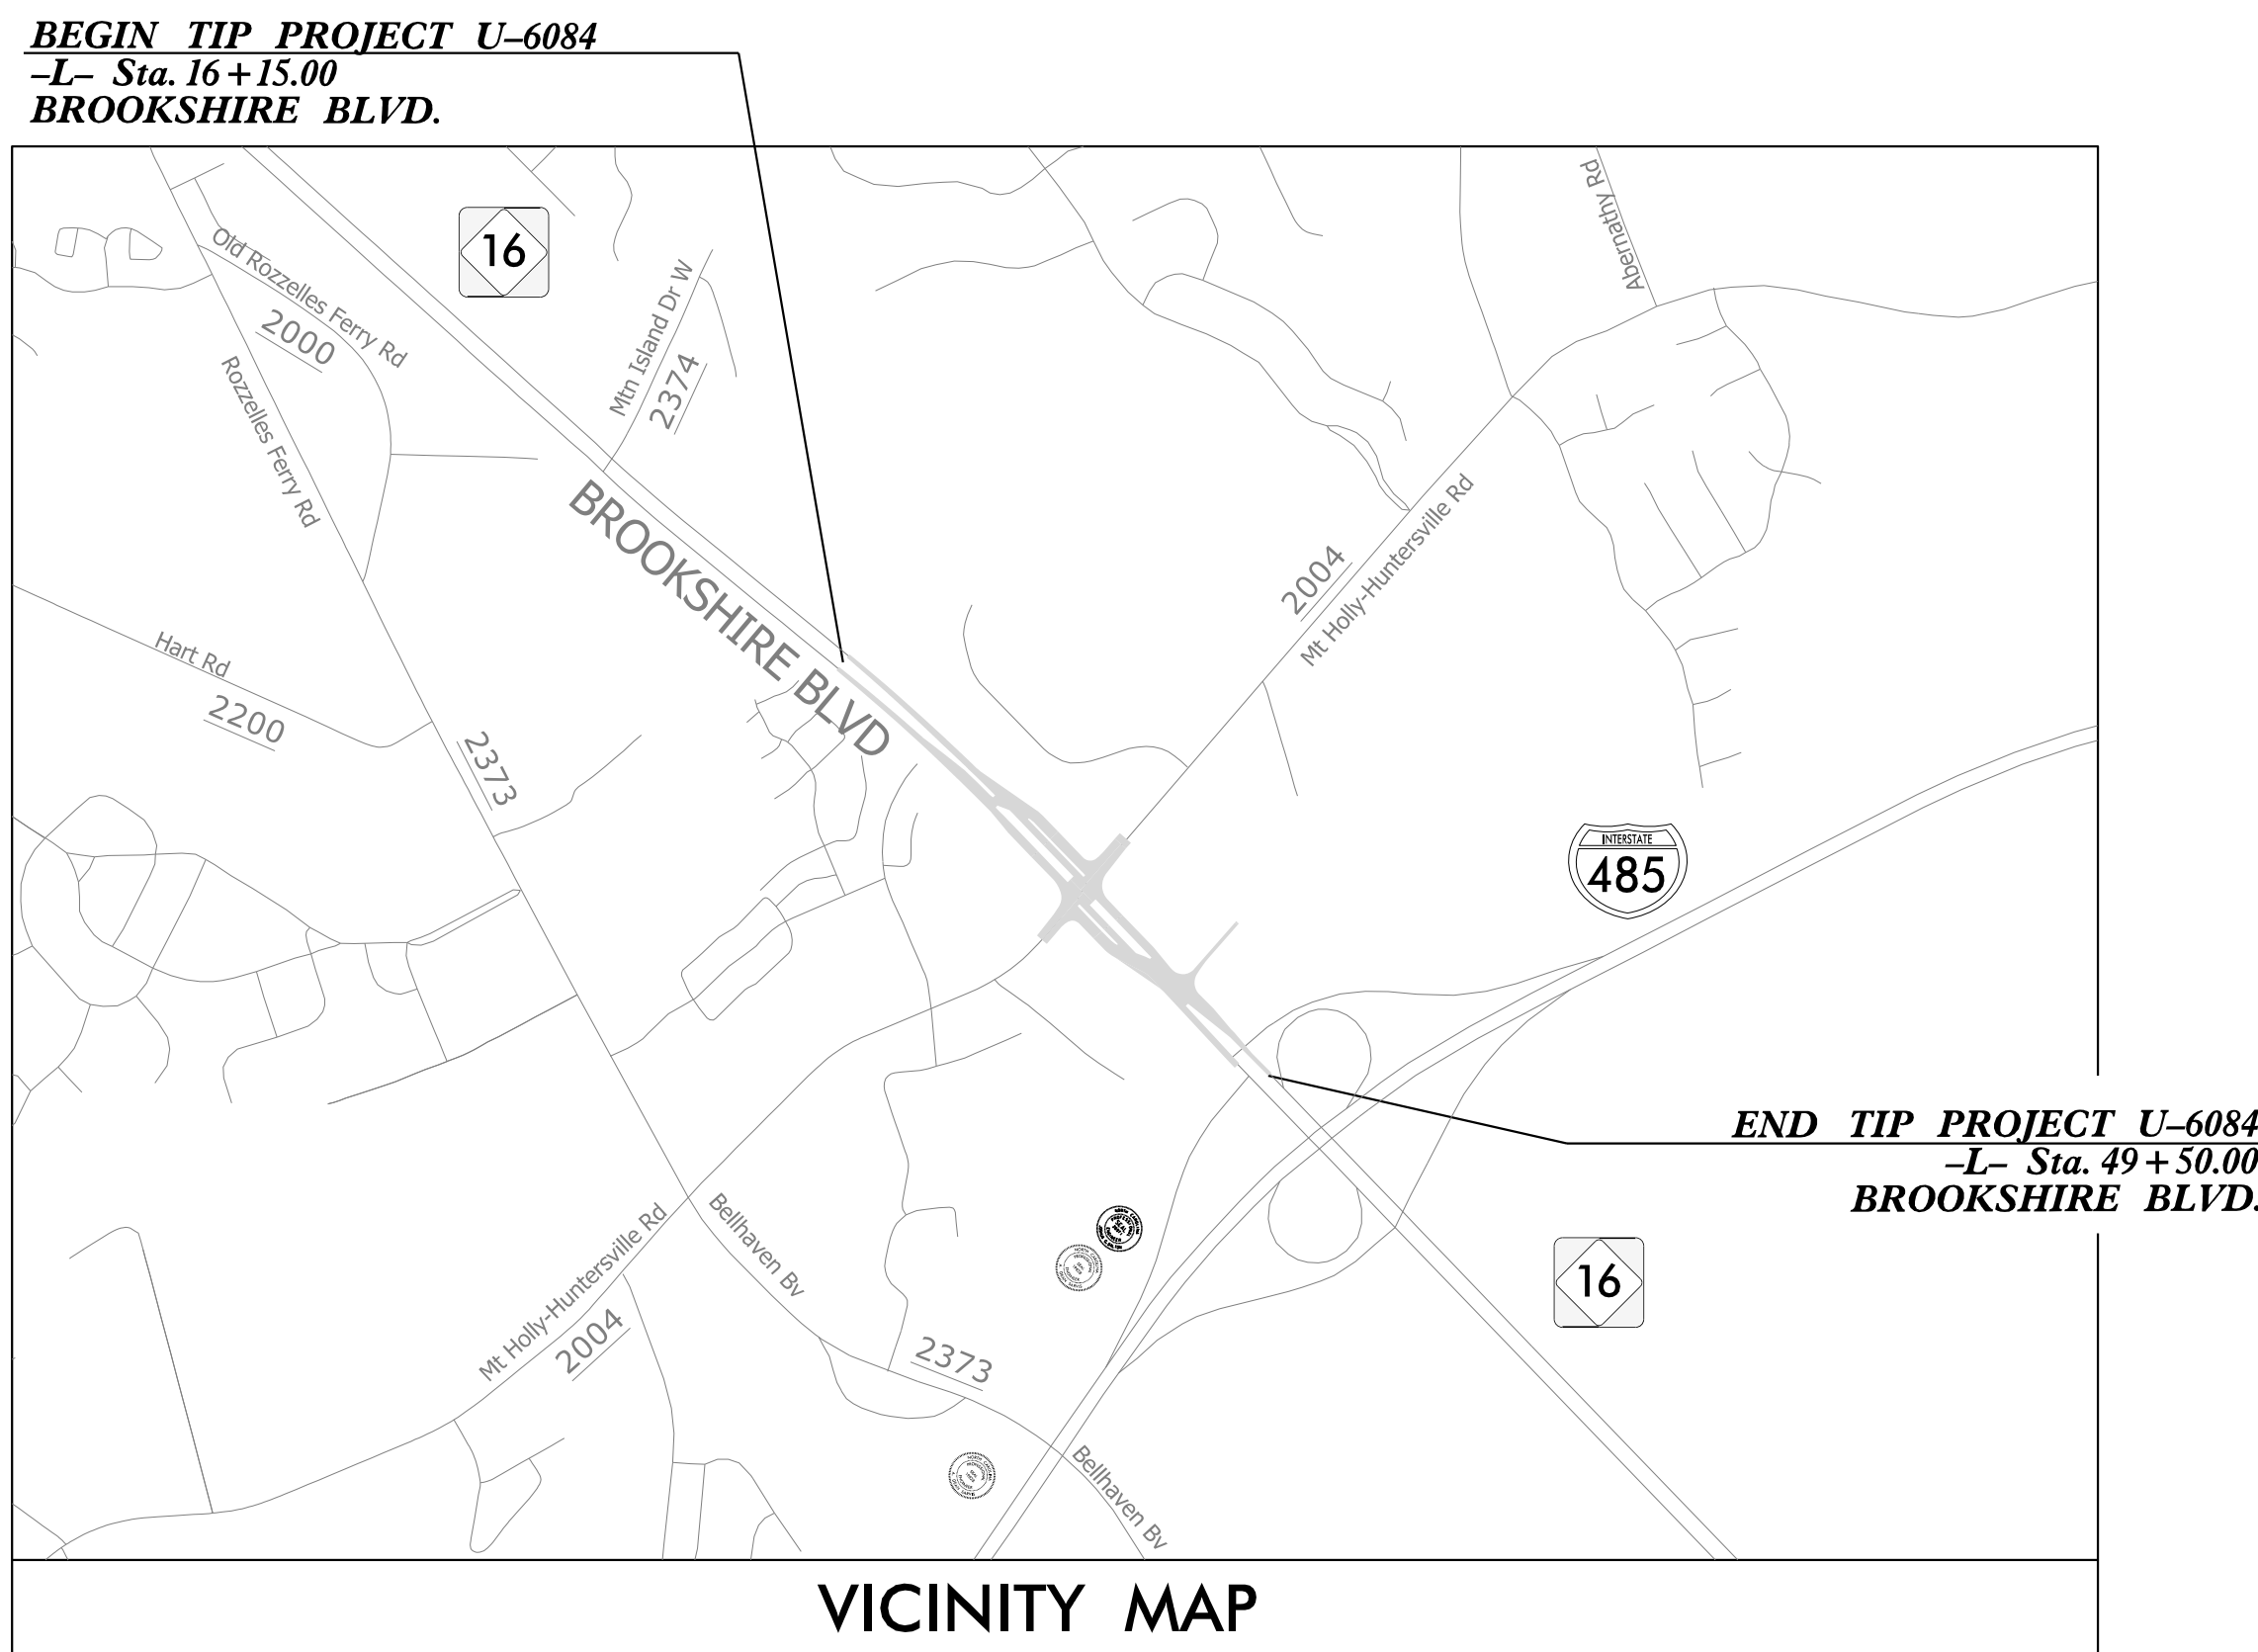 BEGIN TIP PROJECT U–6084
–L– Sta. 16+15.00
BROOKSHIRE BLVD.
Abernathy Rd
16
Old Rozzelles Ferry Rd
2000
Mtn Island Dr W
2374
Rozzelles Ferry Rd
BROOKSHIRE BLVD
2004
Mt Holly-Huntersville Rd
Hart Rd
2200
2373
INTERSTATE
485
END TIP PROJECT U–6084
–L– Sta. 49+50.00
BROOKSHIRE BLVD.
Mt Holly-Huntersville Rd
2004
Bellhaven Bv
16
2373
Bellhaven Bv
VICINITY MAP